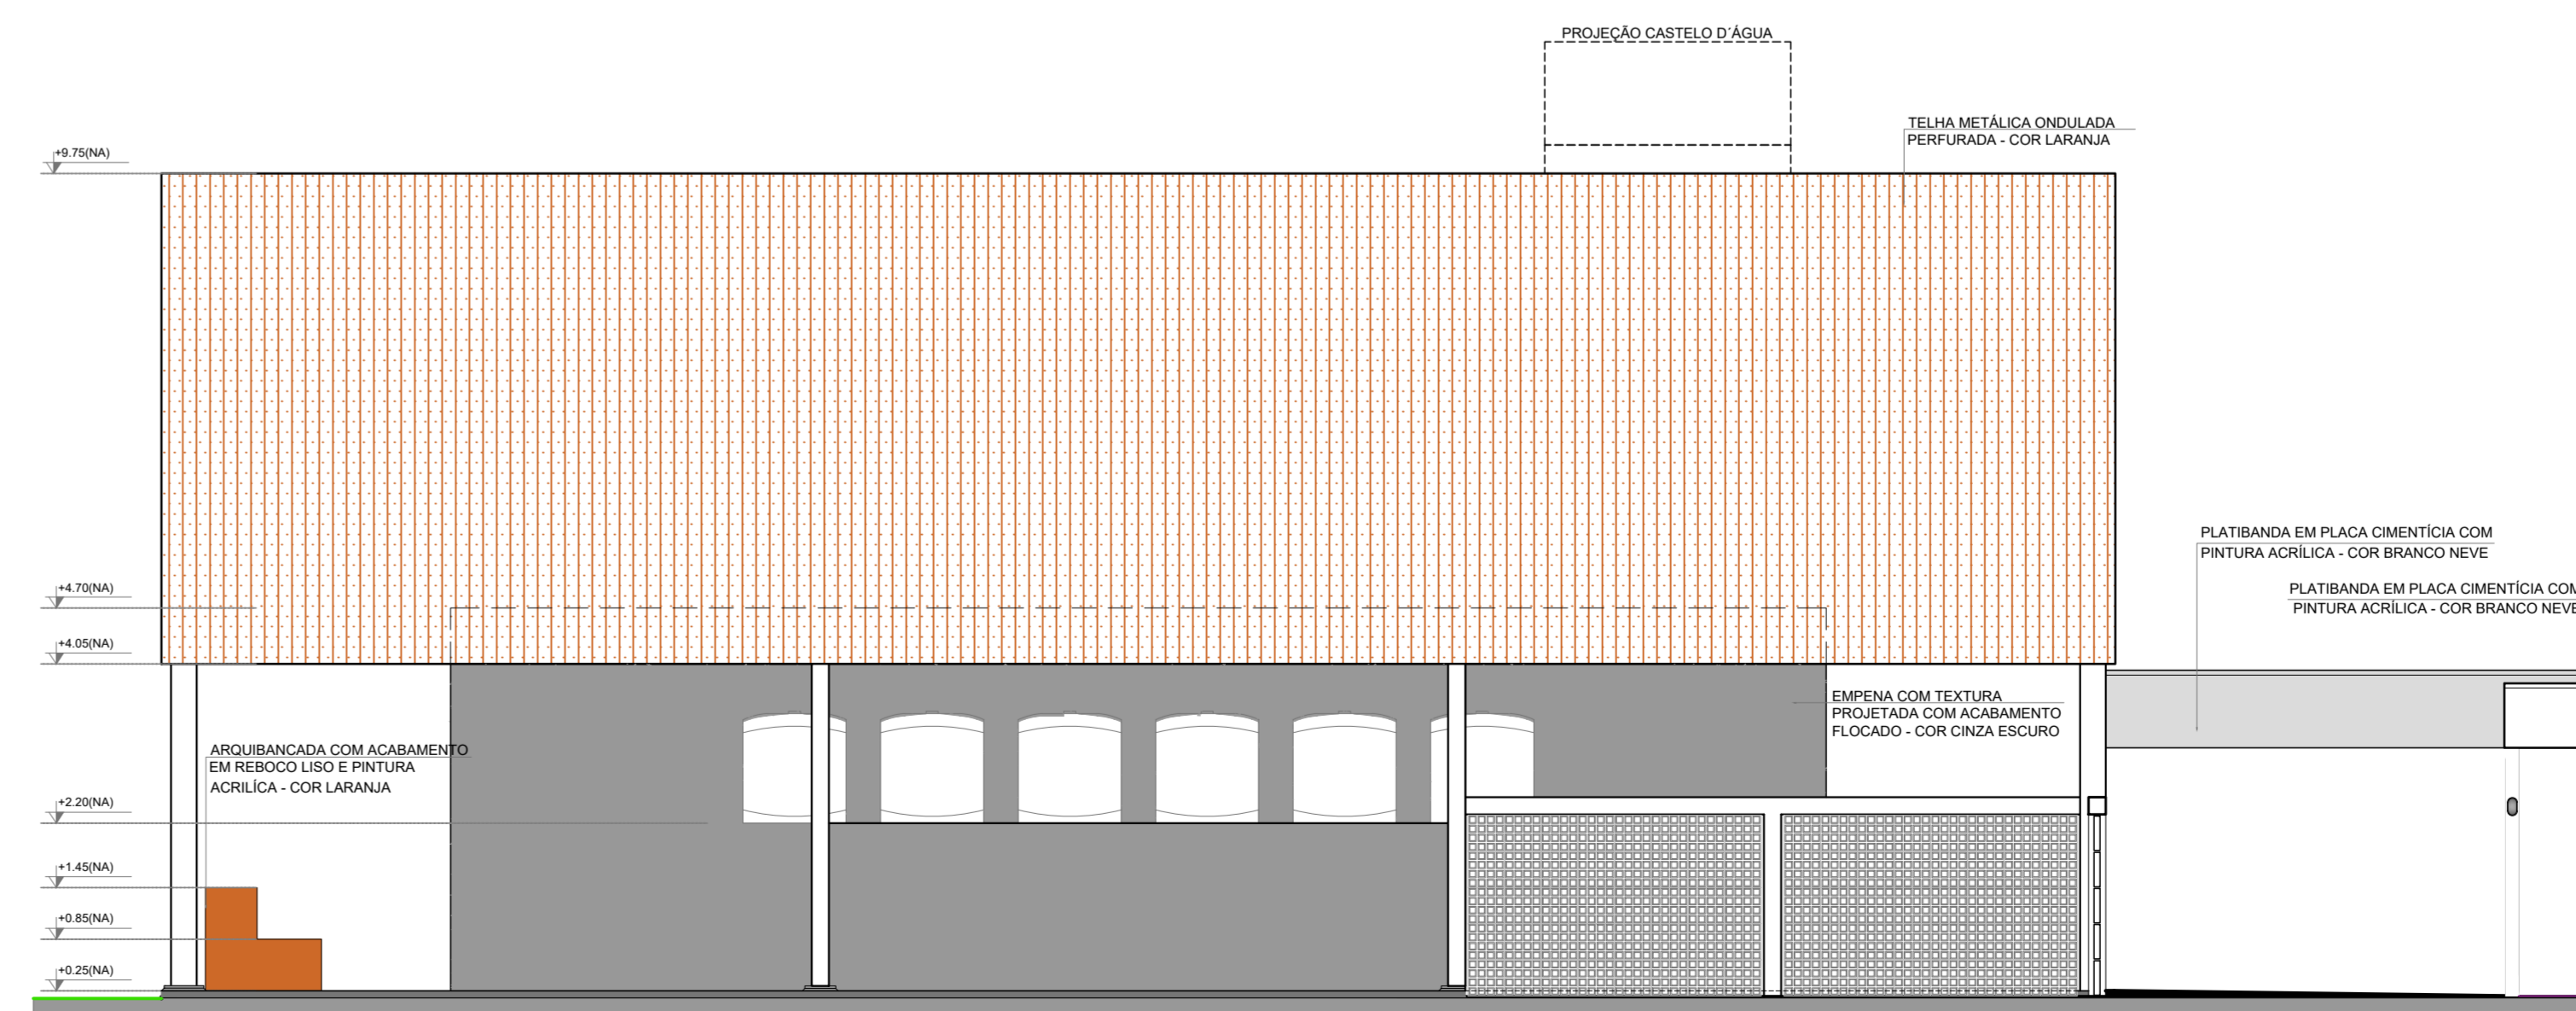 PROJEÇÃO CASTELO D´ÁGUA
TELHA METÁLICA ONDULADA
PERFURADA - COR LARANJA
+9.75(NA)
PLATIBANDA EM PLACA CIMENTÍCIA COM
PINTURA ACRÍLICA - COR BRANCO NEVE
+4.70(NA)
PLATIBANDA EM PLACA CIMENTÍCIA COM
PINTURA ACRÍLICA - COR BRANCO NEVE
+4.05(NA)
EMPENA COM TEXTURA
PROJETADA COM ACABAMENTO
FLOCADO - COR CINZA ESCURO
ARQUIBANCADA COM ACABAMENTO
EM REBOCO LISO E PINTURA
ACRILÍCA - COR LARANJA
+2.20(NA)
+1.45(NA)
+0.85(NA)
+0.25(NA)